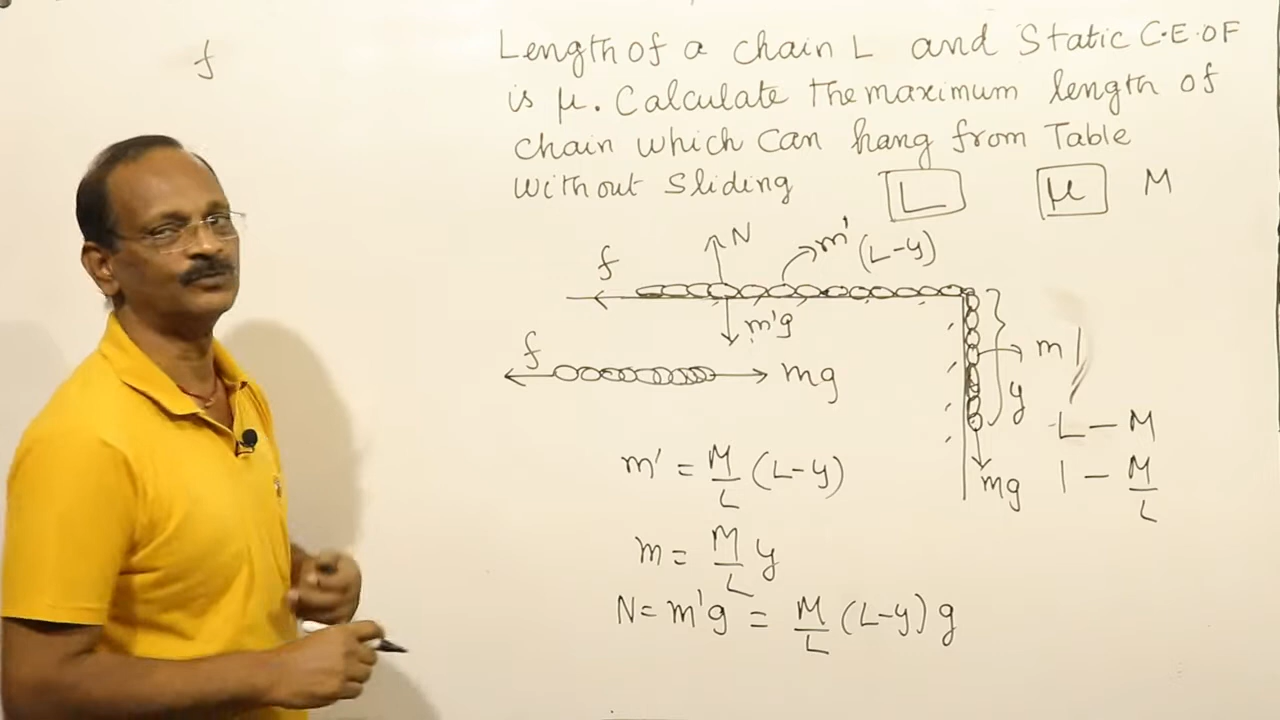 f
Length of a chain L and Static C.E.OF
is μ. Calculate the maximum length of
chain which can hang from Table
without sliding L μ M
N
m' (L-y)
f
m'g
f mg
m
y
L - M
1 - M/L
mg
m' = M/L (L-y)
m = M/L y
N = m'g = M/L (L-y) g